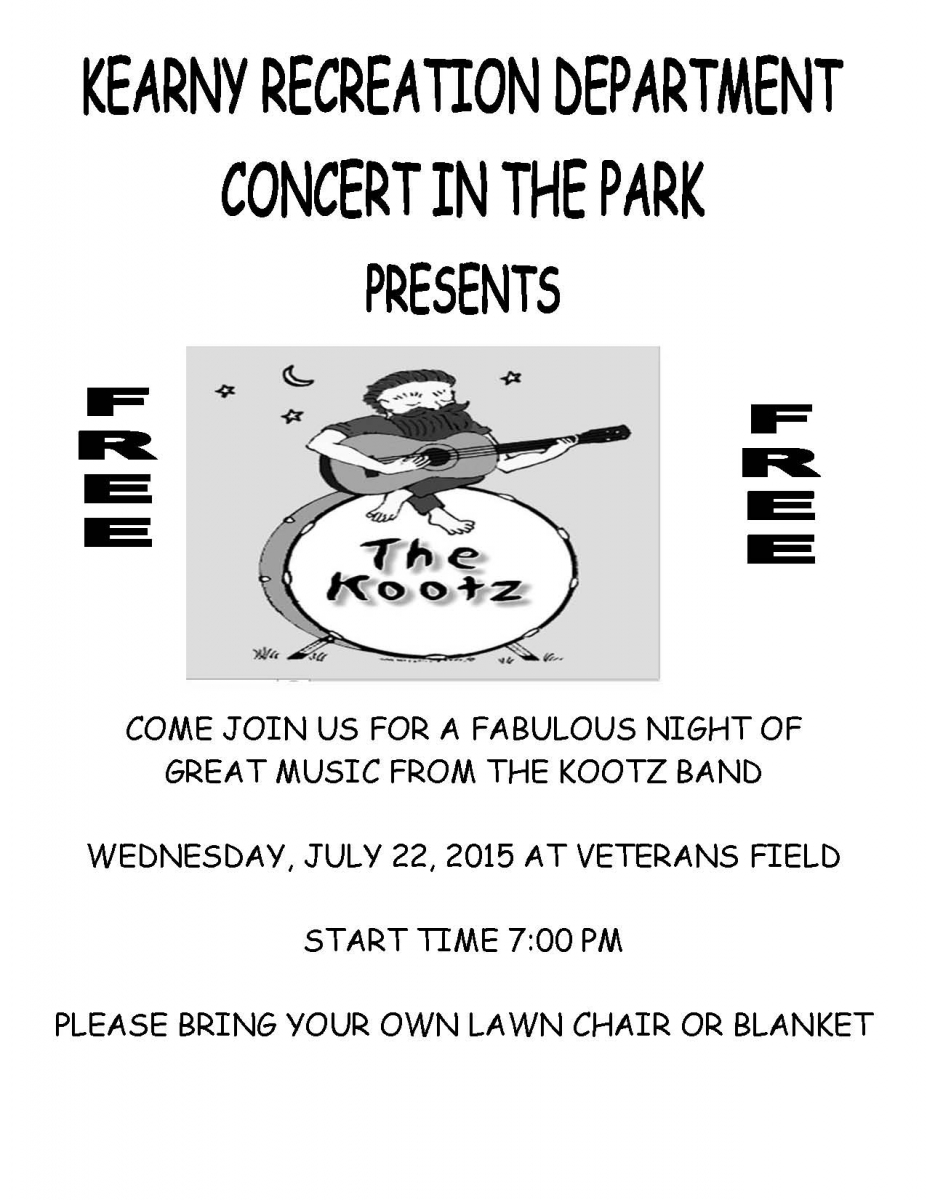 KEARNY RECREATION DEPARTMENT
CONCERT IN THE PARK
PRESENTS
FREE
The
Kootz
FREE
COME JOIN US FOR A FABULOUS NIGHT OF
GREAT MUSIC FROM THE KOOTZ BAND
WEDNESDAY, JULY 22, 2015 AT VETERANS FIELD
START TIME 7:00 PM
PLEASE BRING YOUR OWN LAWN CHAIR OR BLANKET